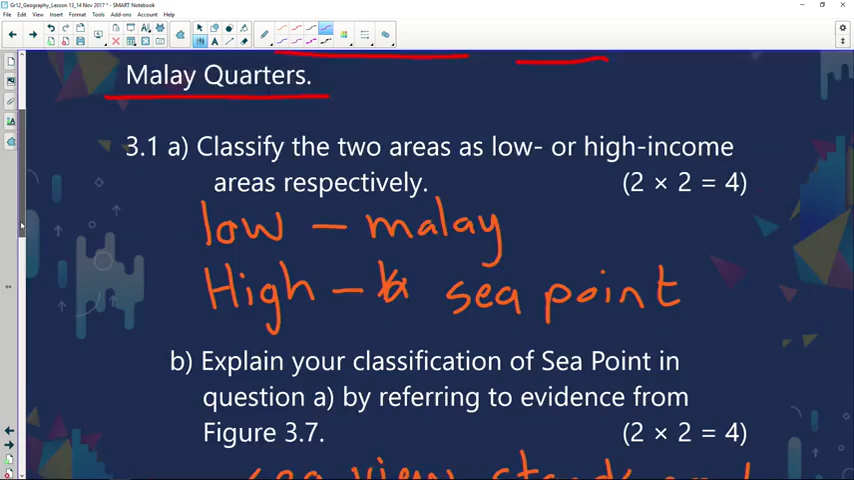 Gr12_Geography_Lesson 13_14 Nov 2017 * - SMART Notebook
File Edit View Insert Format Tools Add-ons Account Help
Malay Quarters.
3.1 a) Classify the two areas as low- or high-income
areas respectively. (2 × 2 = 4)
low – malay
High – sea point
b) Explain your classification of Sea Point in
question a) by referring to evidence from
Figure 3.7. (2 × 2 = 4)
sea view